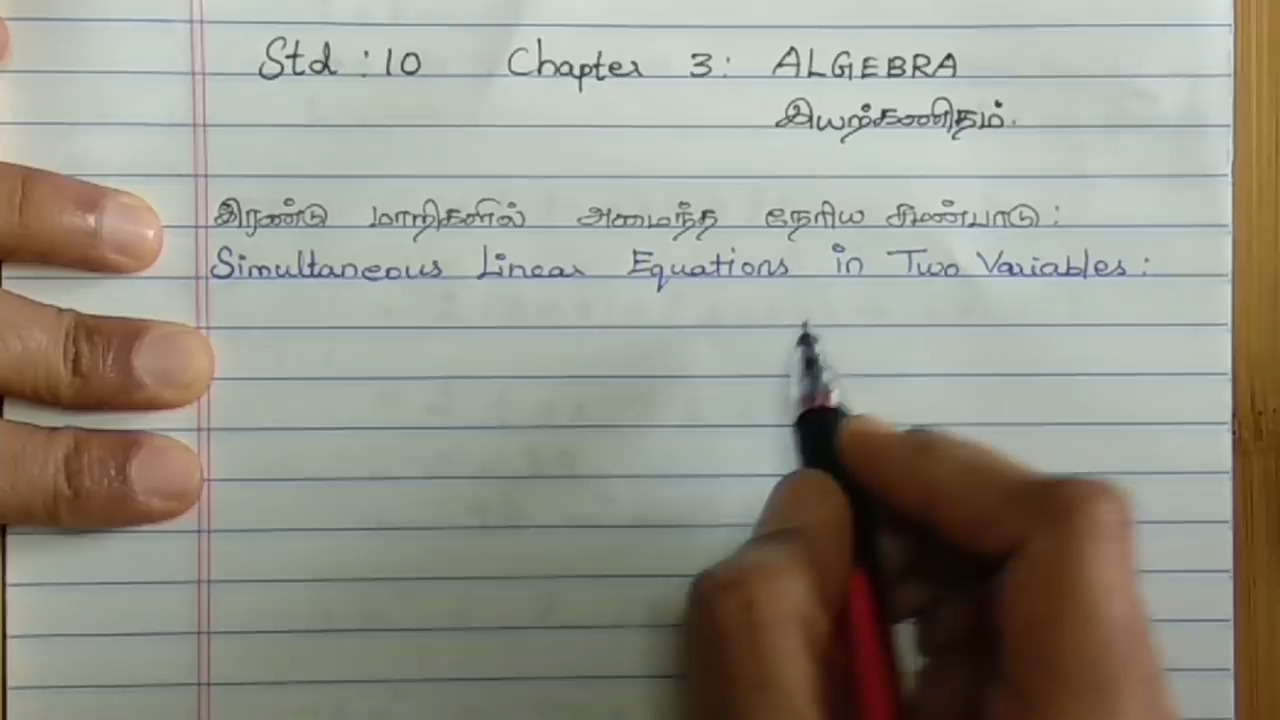 Std : 10 Chapter 3: ALGEBRA
இயற்கணிதம்.
இரண்டு மாறிகளில் அமைந்த நேரிய சமன்பாடு :
Simultaneous Linear Equations in Two Variables :